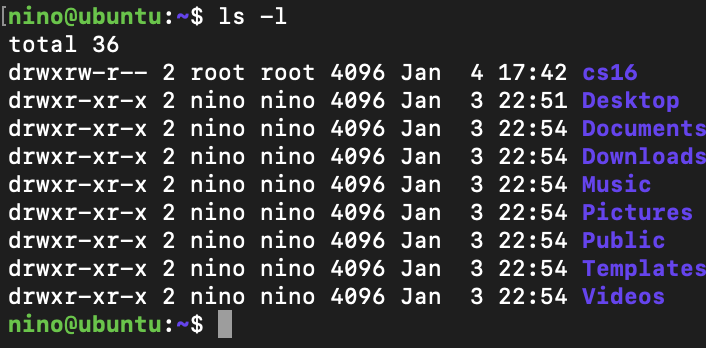 [nino@ubuntu:~$ ls -l
total 36
drwxrw-r-- 2 root root 4096 Jan  4 17:42 cs16
drwxr-xr-x 2 nino nino 4096 Jan  3 22:51 Desktop
drwxr-xr-x 2 nino nino 4096 Jan  3 22:54 Documents
drwxr-xr-x 2 nino nino 4096 Jan  3 22:54 Downloads
drwxr-xr-x 2 nino nino 4096 Jan  3 22:54 Music
drwxr-xr-x 2 nino nino 4096 Jan  3 22:54 Pictures
drwxr-xr-x 2 nino nino 4096 Jan  3 22:54 Public
drwxr-xr-x 2 nino nino 4096 Jan  3 22:54 Templates
drwxr-xr-x 2 nino nino 4096 Jan  3 22:54 Videos
nino@ubuntu:~$